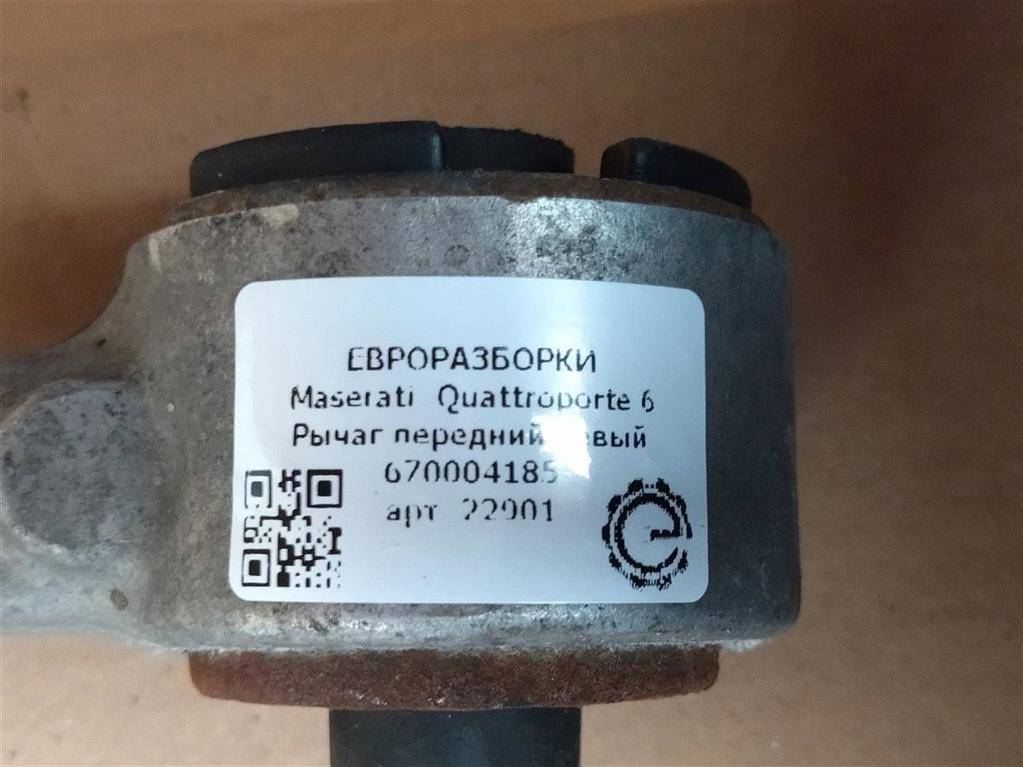 ЕВРОРАЗБОРКИ
Maserati Quattroporte 6
Рычаг передний левый
670004185
арт. 22901